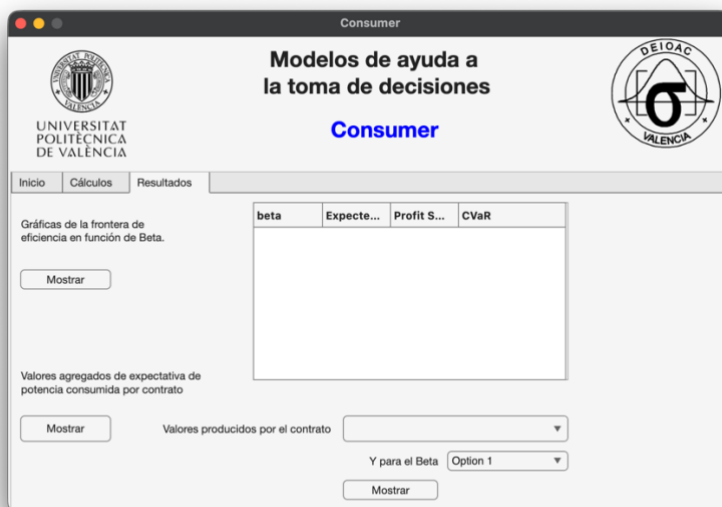 Consumer
Modelos de ayuda a
la toma de decisiones
Consumer
UNIVERSITAT
POLITÈCNICA
DE VALÈNCIA
DEIOAC
σ
VALENCIA
Inicio
Cálculos
Resultados
Gráficas de la frontera de
eficiencia en función de Beta.
Mostrar
beta
Expecte...
Profit S...
CVaR
Valores agregados de expectativa de
potencia consumida por contrato
Mostrar
Valores producidos por el contrato
Y para el Beta
Option 1
Mostrar